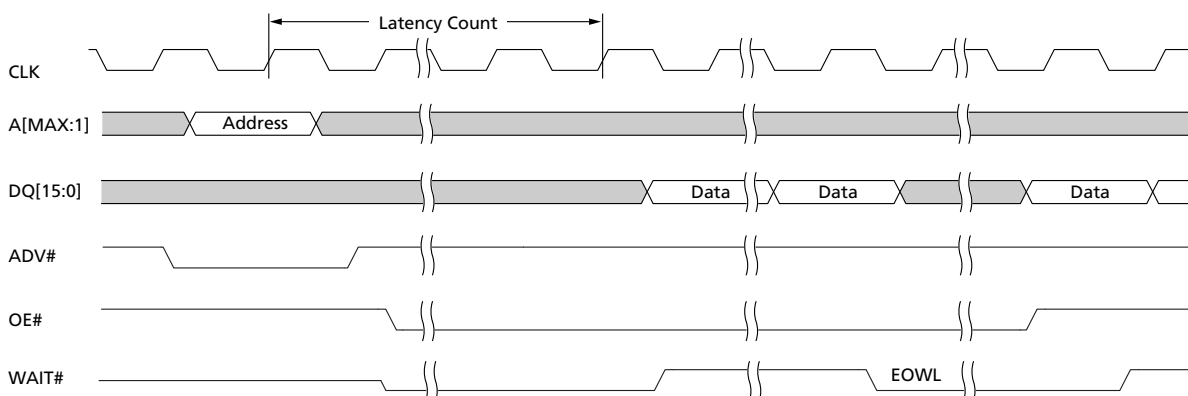 Latency Count
CLK
A[MAX:1]
Address
DQ[15:0]
Data
Data
Data
ADV#
OE#
WAIT#
EOWL